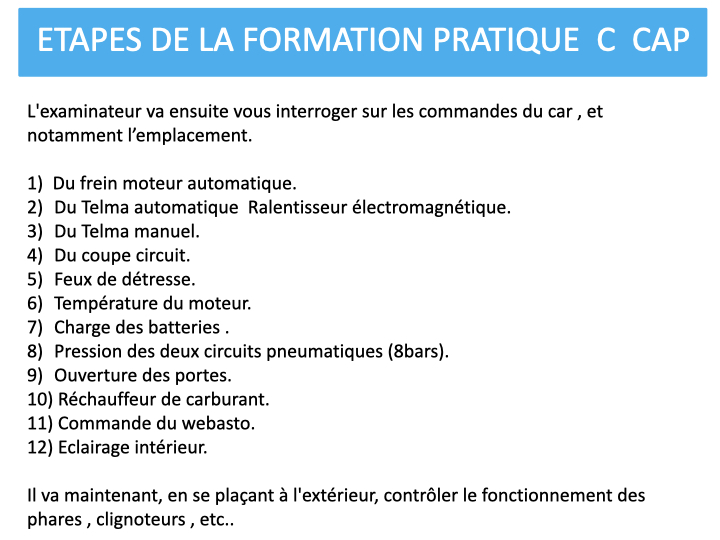 ETAPES DE LA FORMATION PRATIQUE  C  CAP
L'examinateur va ensuite vous interroger sur les commandes du car , et
notamment l’emplacement.
1)  Du frein moteur automatique.
2)  Du Telma automatique  Ralentisseur électromagnétique.
3)  Du Telma manuel.
4)  Du coupe circuit.
5)  Feux de détresse.
6)  Température du moteur.
7)  Charge des batteries .
8)  Pression des deux circuits pneumatiques (8bars).
9)  Ouverture des portes.
10) Réchauffeur de carburant.
11) Commande du webasto.
12) Eclairage intérieur.
Il va maintenant, en se plaçant à l'extérieur, contrôler le fonctionnement des
phares , clignoteurs , etc..